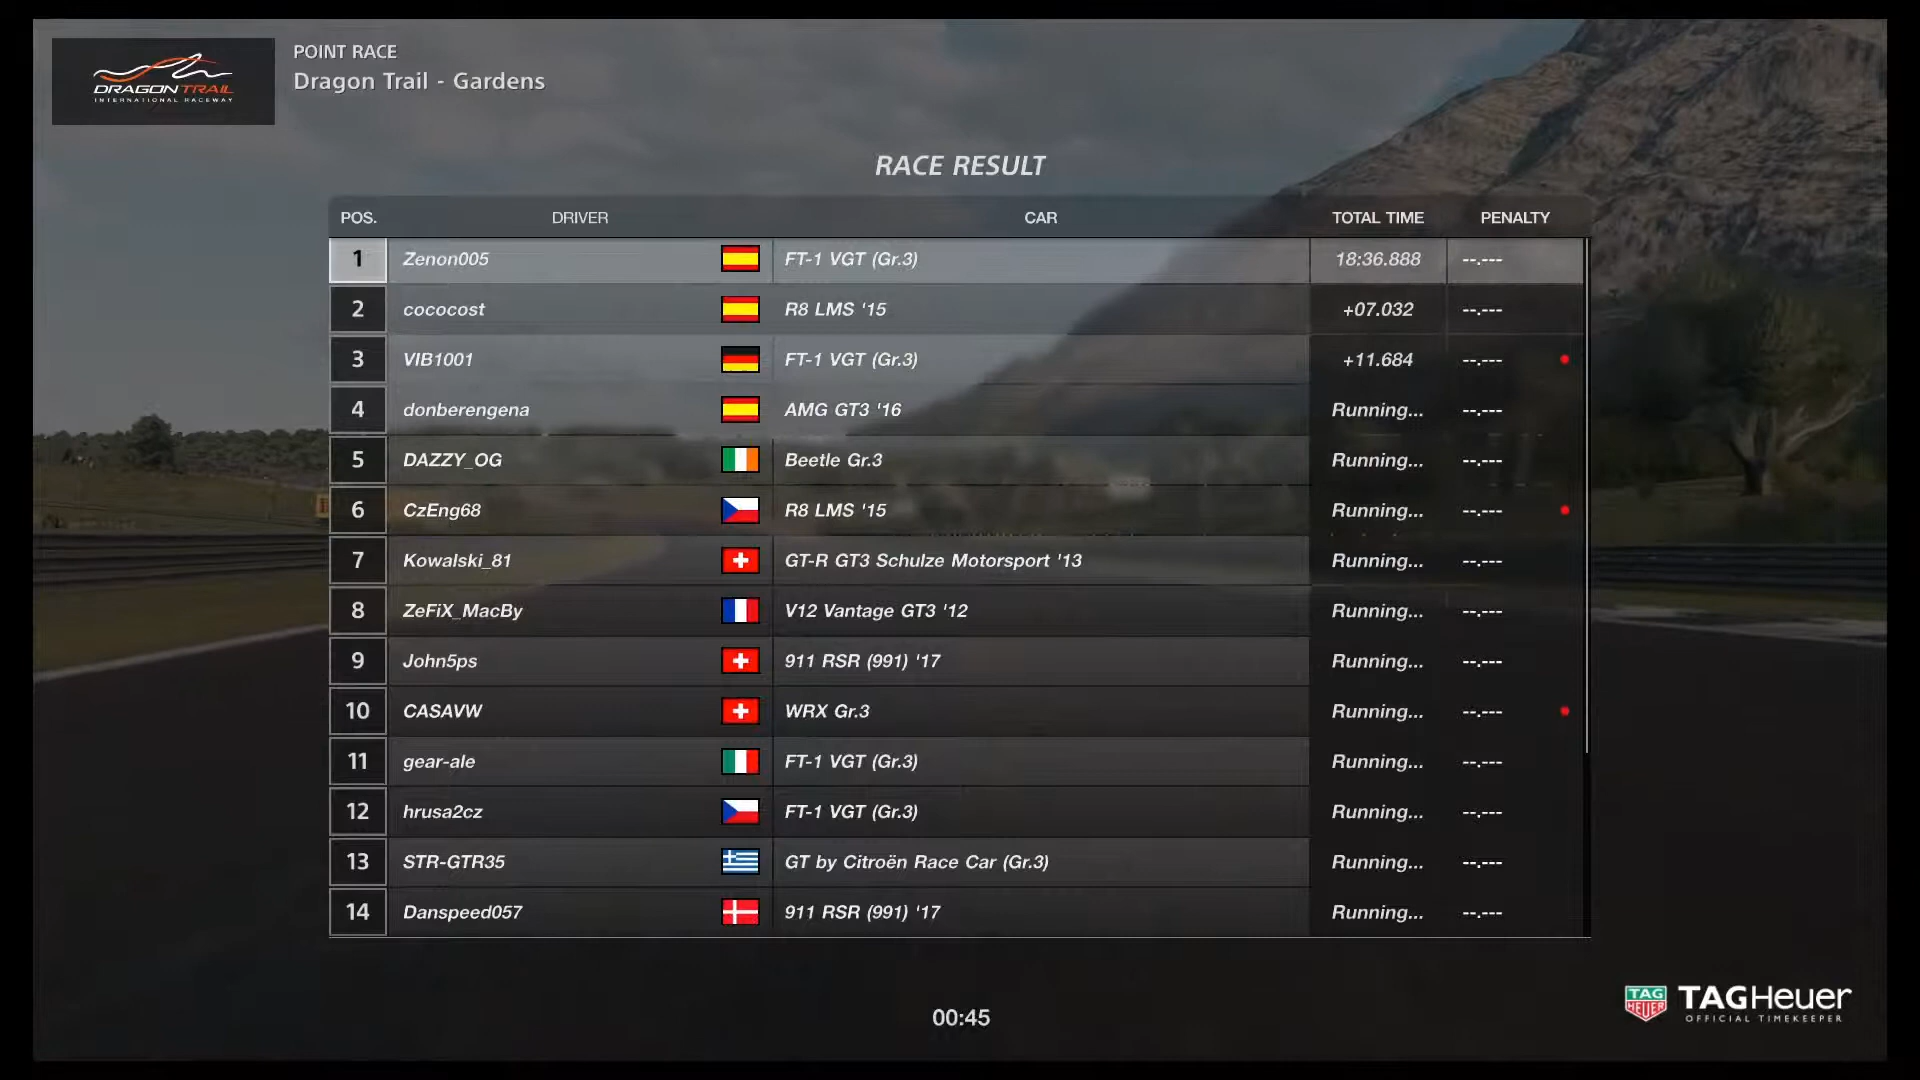 DRAGON TRAIL
INTERNATIONAL RACEWAY
POINT RACE
Dragon Trail - Gardens
RACE RESULT
POS. DRIVER CAR TOTAL TIME PENALTY
1 Zenon005 FT-1 VGT (Gr.3) 18:36.888 --.---
2 cococost R8 LMS '15 +07.032 --.---
3 VIB1001 FT-1 VGT (Gr.3) +11.684 --.---
4 donberengena AMG GT3 '16 Running... --.---
5 DAZZY_OG Beetle Gr.3 Running... --.---
6 CzEng68 R8 LMS '15 Running... --.---
7 Kowalski_81 GT-R GT3 Schulze Motorsport '13 Running... --.---
8 ZeFiX_MacBy V12 Vantage GT3 '12 Running... --.---
9 John5ps 911 RSR (991) '17 Running... --.---
10 CASAVW WRX Gr.3 Running... --.---
11 gear-ale FT-1 VGT (Gr.3) Running... --.---
12 hrusa2cz FT-1 VGT (Gr.3) Running... --.---
13 STR-GTR35 GT by Citroën Race Car (Gr.3) Running... --.---
14 Danspeed057 911 RSR (991) '17 Running... --.---
00:45
TAG HEUER
TAGHeuer
OFFICIAL TIMEKEEPER